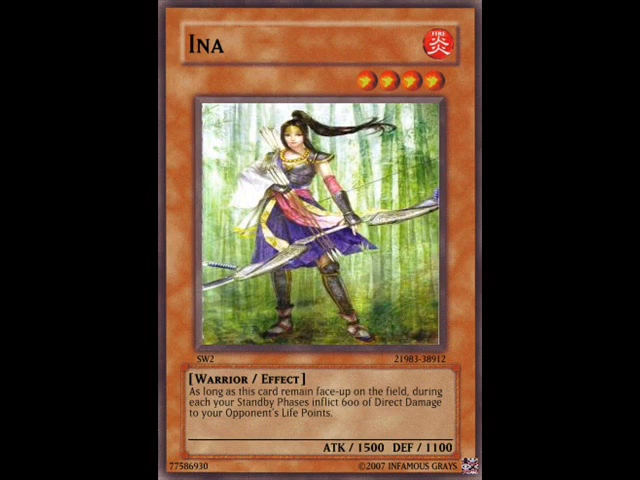 Ina
FIRE
炎
SW2 21983-38912
[Warrior / Effect]
As long as this card remain face-up on the field, during
each your Standby Phases inflict 600 of Direct Damage
to your Opponent's Life Points.
ATK / 1500 DEF / 1100
77586930 ©2007 INFAMOUS GRAYS